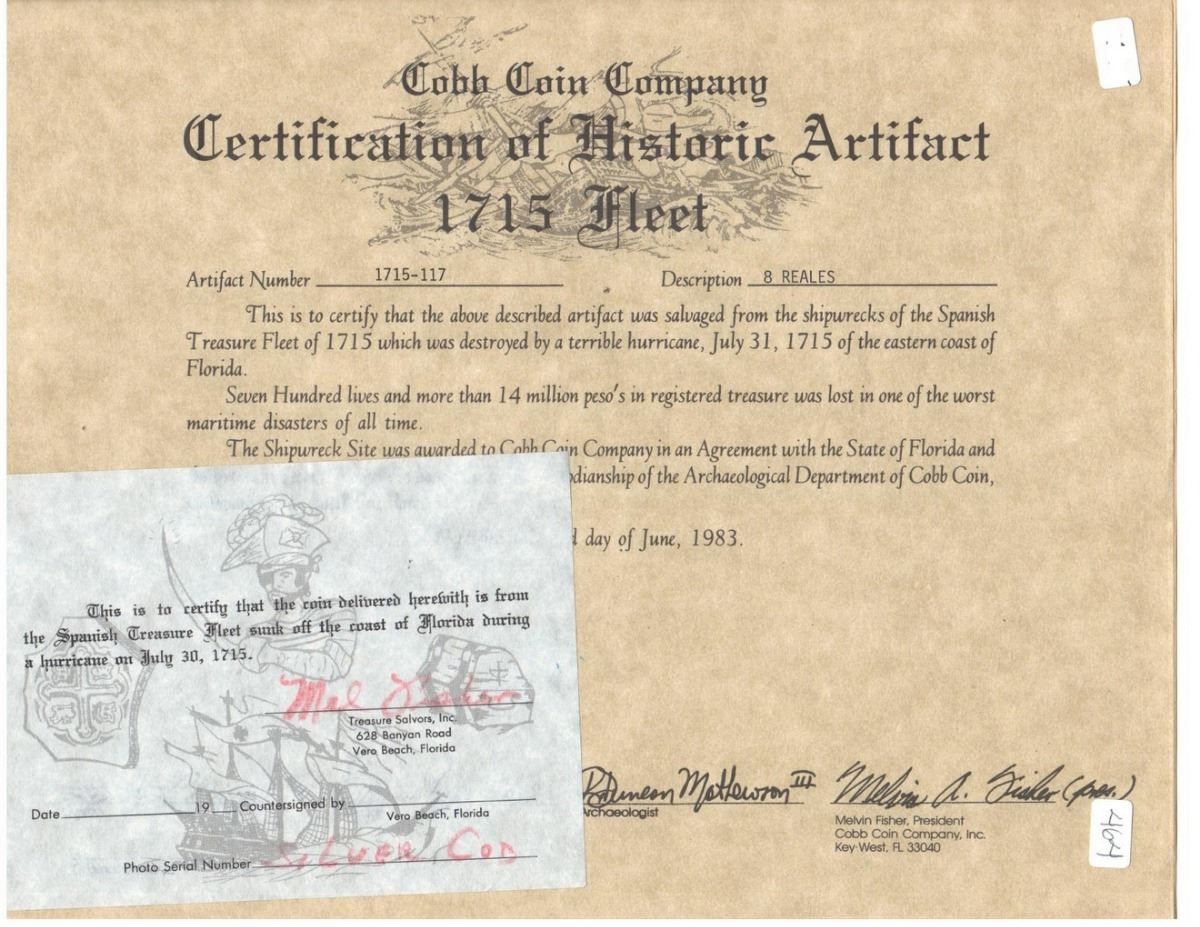 Cobb Coin Company
Certification of Historic Artifact
1715 Fleet
Artifact Number 1715-117 Description 8 REALES
This is to certify that the above described artifact was salvaged from the shipwrecks of the Spanish
Treasure Fleet of 1715 which was destroyed by a terrible hurricane, July 31, 1715 of the eastern coast of
Florida.
Seven Hundred lives and more than 14 million peso's in registered treasure was lost in one of the worst
maritime disasters of all time.
The Shipwreck Site was awarded to Cobb Coin Company in an Agreement with the State of Florida and
of the Archaeological Department of Cobb Coin,
day of June, 1983.
This is to certify that the coin delivered herewith is from
the Spanish Treasure Fleet sunk off the coast of Florida during
a hurricane on July 30, 1715.
Mel Fisher
Treasure Salvors, Inc.
628 Banyan Road
Vero Beach, Florida
Date 19 Countersigned by
Vero Beach, Florida
Photo Serial Number SILVER COB
R Duncan Mathewson III
Archaeologist
Melvin A. Fisher (pres.)
Melvin Fisher, President
Cobb Coin Company, Inc.
Key West, FL 33040
464